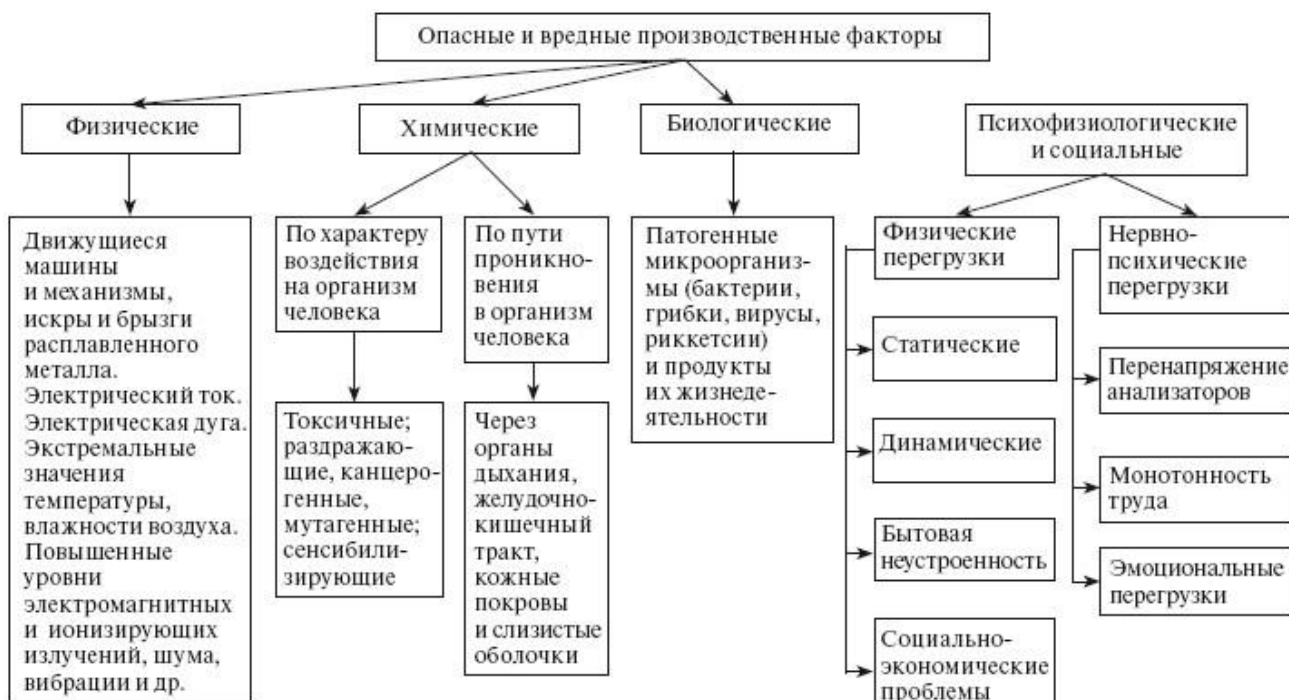 Опасные и вредные производственные факторы
Физические
Химические
Биологические
Психофизиологические
и социальные
Движущиеся
машины
и механизмы,
искры и брызги
расплавленного
металла.
Электрический ток.
Электрическая дуга.
Экстремальные
значения
температуры,
влажности воздуха.
Повышенные
уровни
электромагнитных
и ионизирующих
излучений, шума,
вибрации и др.
По характеру
воздействия
на организм
человека
Токсичные;
раздражаю-
щие, канцеро-
генные,
мутагенные;
сенсибили-
зирующие
По пути
проникно-
вения
в организм
человека
Через
органы
дыхания,
желудочно-
кишечный
тракт,
кожные
покровы
и слизистые
оболочки
Патогенные
микроорганиз-
мы (бактерии,
грибки, вирусы,
риккетсии)
и продукты
их жизнеде-
ятельности
Физические
перегрузки
Статические
Динамические
Бытовая
неустроенность
Социально-
экономические
проблемы
Нервно-
психические
перегрузки
Перенапряжение
анализаторов
Монотонность
труда
Эмоциональные
перегрузки